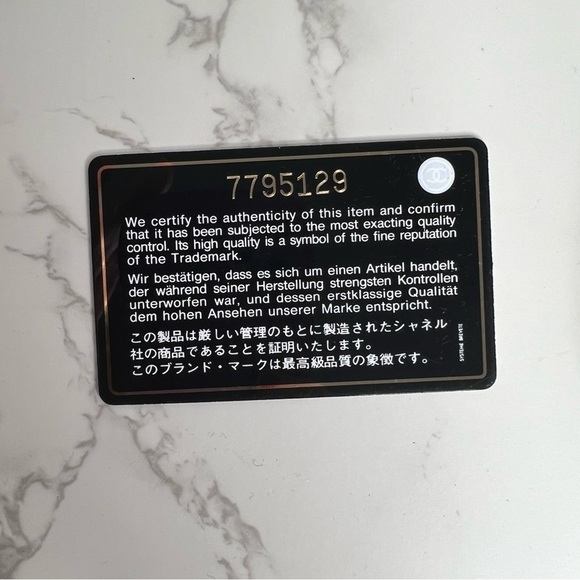 7795129
We certify the authenticity of this item and confirm
that it has been subjected to the most exacting quality
control. Its high quality is a symbol of the fine reputation
of the Trademark.
Wir bestätigen, dass es sich um einen Artikel handelt,
der während seiner Herstellung strengsten Kontrollen
unterworfen war, und dessen erstklassige Qualität
dem hohen Ansehen unserer Marke entspricht.
この製品は厳しい管理のもとに製造されたシャネル
社の商品であることを証明いたします。
このブランド・マークは最高級品質の象徴です。
SYSTEME BREVETE